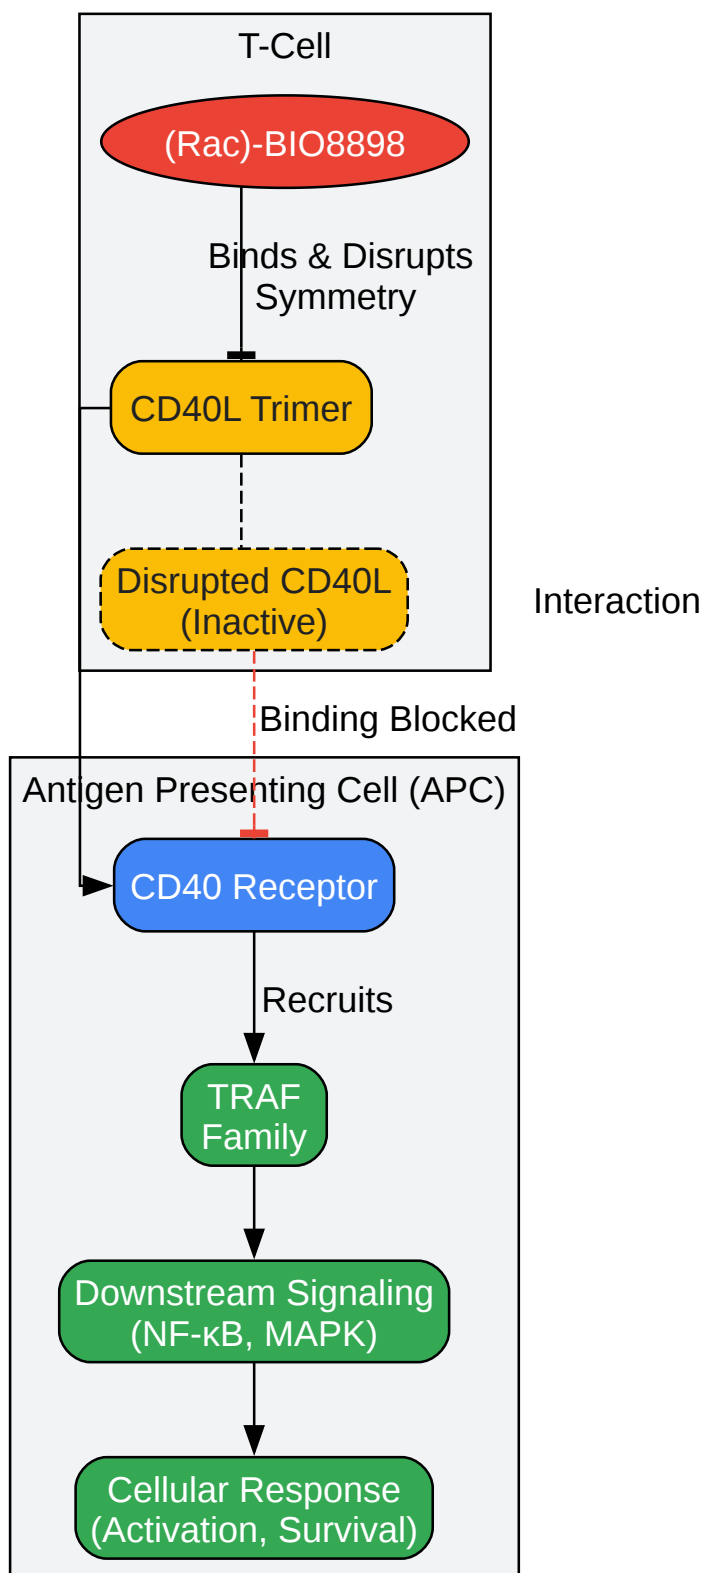 T-Cell
(Rac)-BIO8898
Binds & Disrupts
Symmetry
CD40L Trimer
Disrupted CD40L
(Inactive)
Interaction
Binding Blocked
Antigen Presenting Cell (APC)
CD40 Receptor
Recruits
TRAF
Family
Downstream Signaling
(NF-κB, MAPK)
Cellular Response
(Activation, Survival)